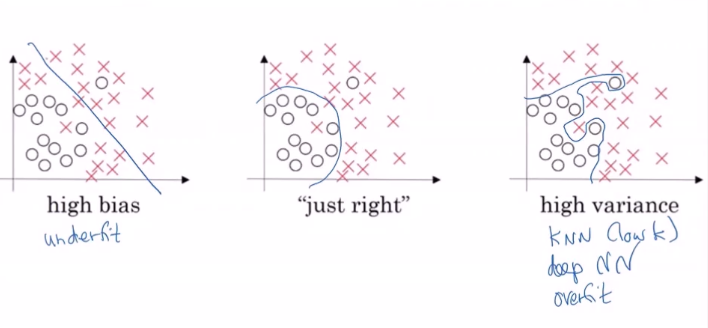 high bias
underfit
"just right"
high variance
KNN (low k)
deep NN
overfit